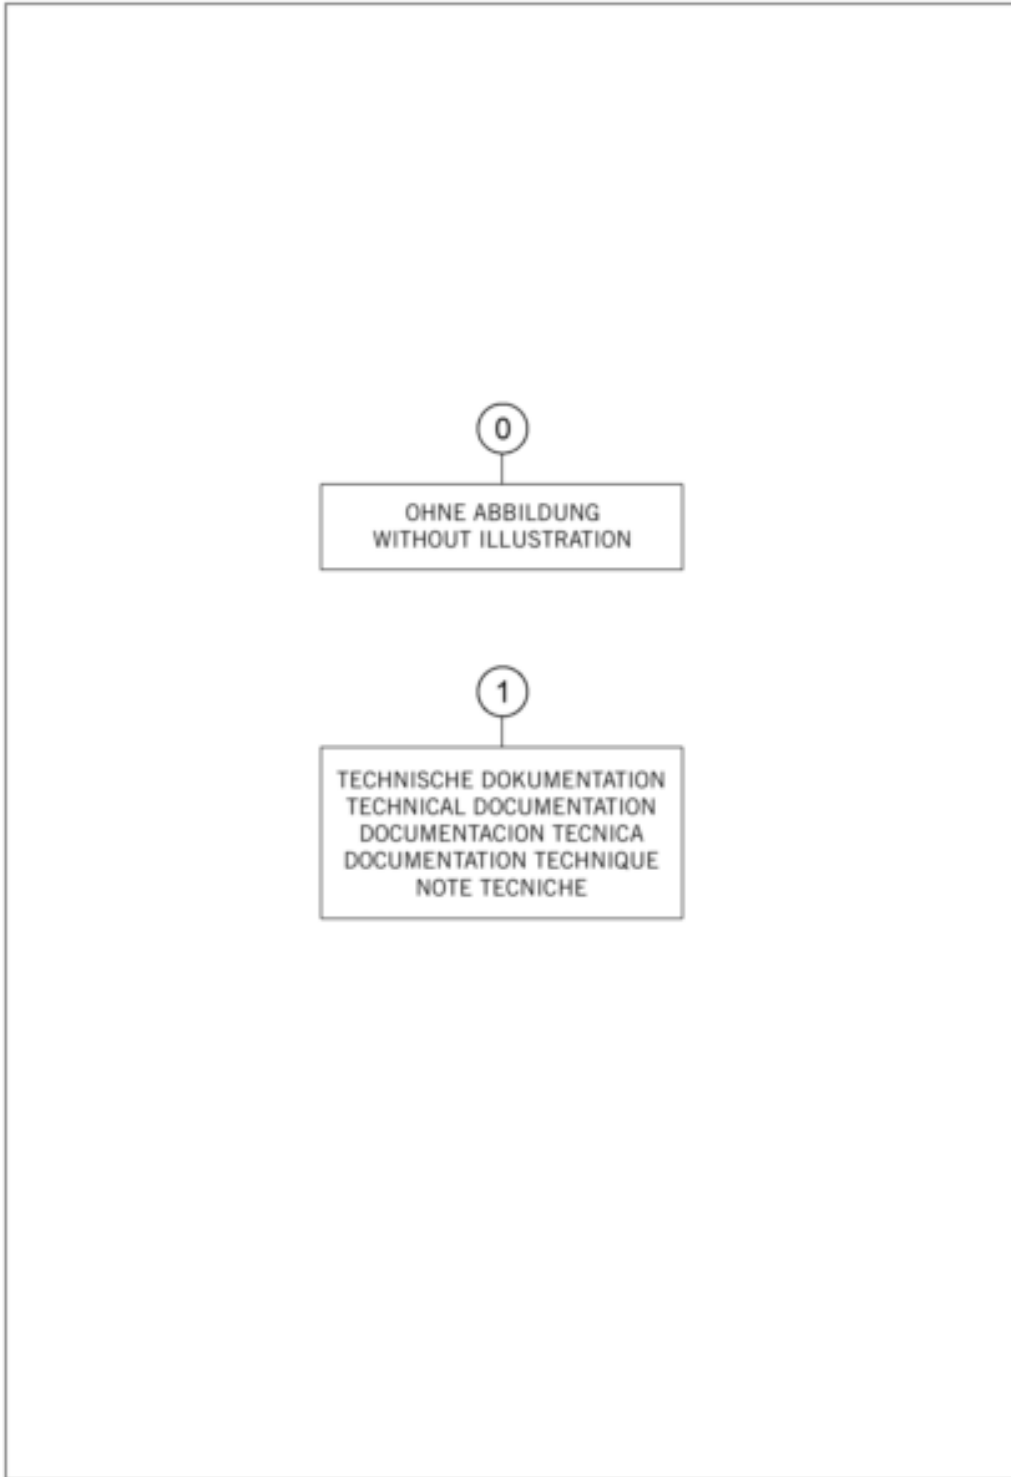 0
OHNE ABBILDUNG
WITHOUT ILLUSTRATION
1
TECHNISCHE DOKUMENTATION
TECHNICAL DOCUMENTATION
DOCUMENTACION TECNICA
DOCUMENTATION TECHNIQUE
NOTE TECNICHE